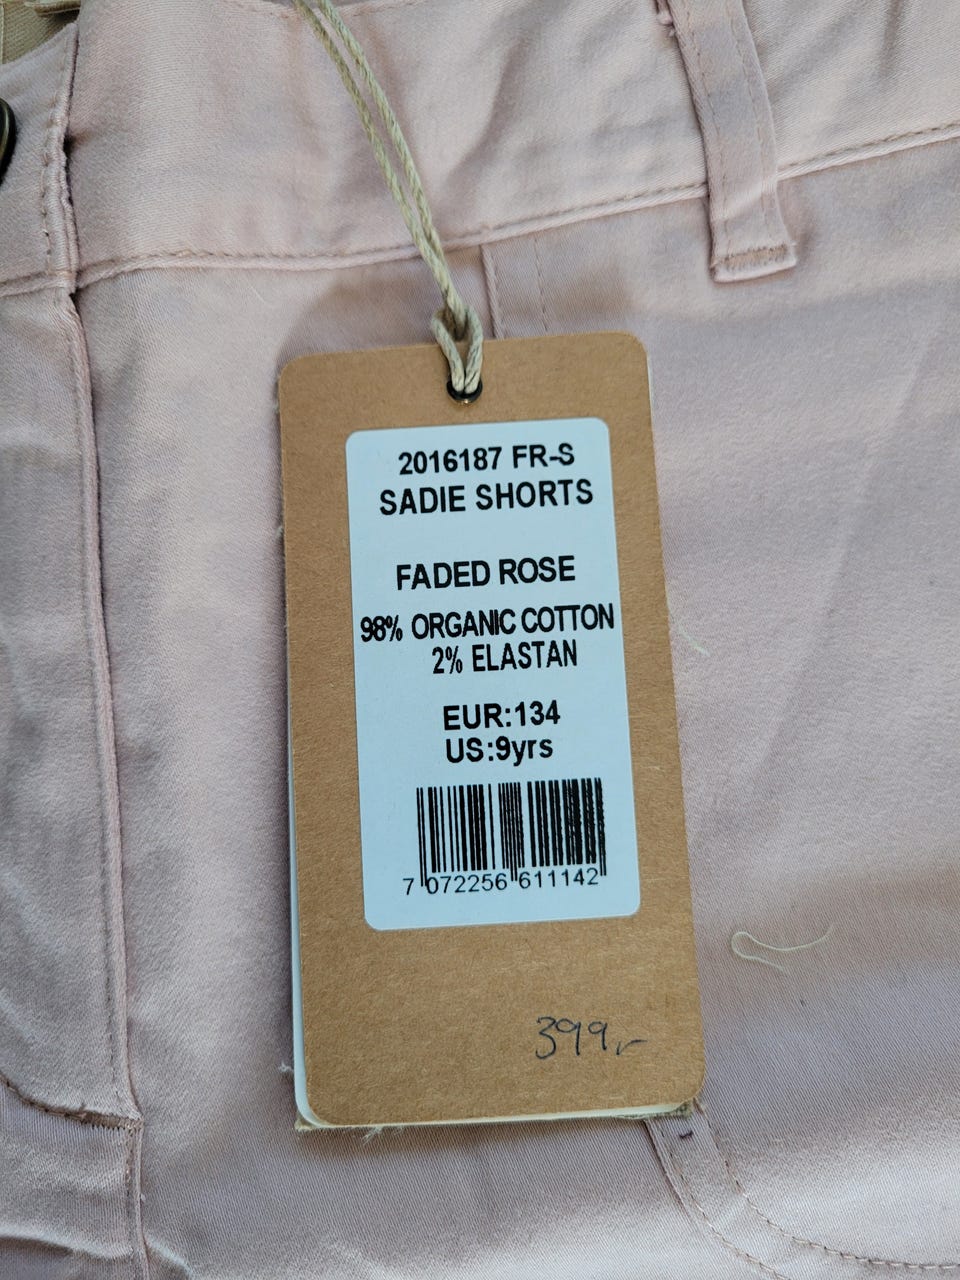 2016187 FR-S
SADIE SHORTS
FADED ROSE
98% ORGANIC COTTON
2% ELASTAN
EUR:134
US:9yrs
7 072256 611142
399,-